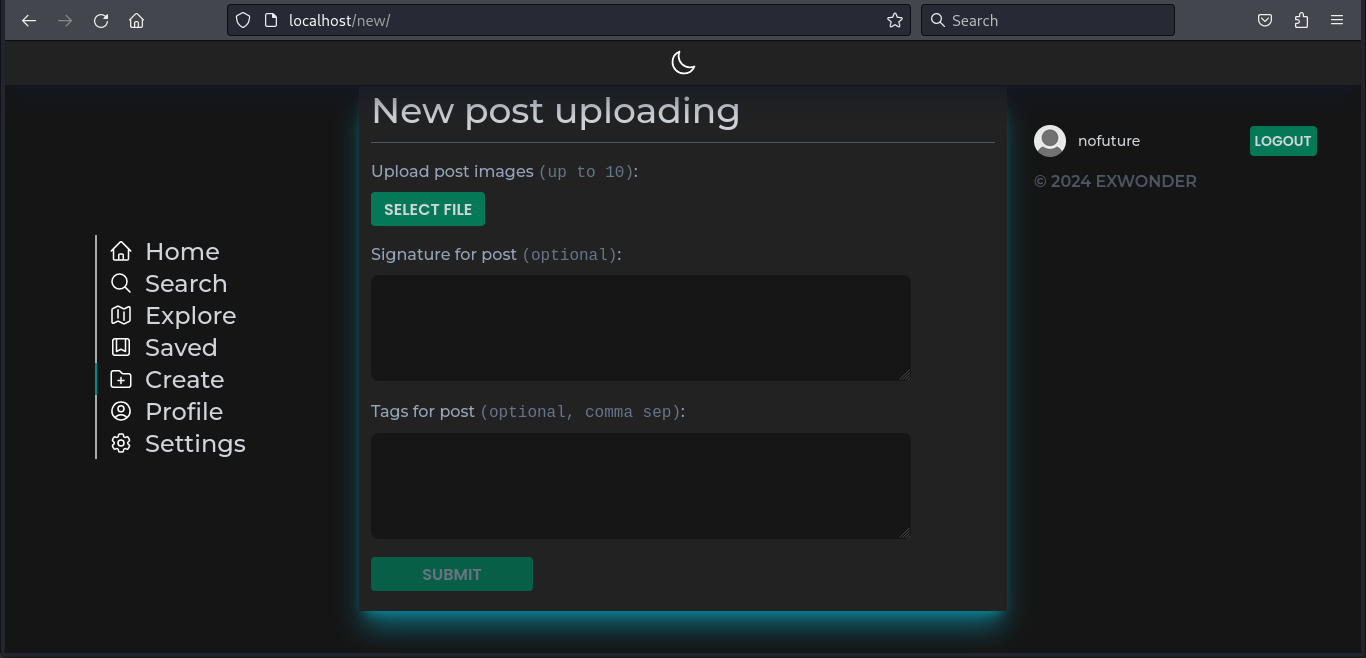 localhost/new/
Search
New post uploading
Upload post images (up to 10):
SELECT FILE
Signature for post (optional):
Tags for post (optional, comma sep):
SUBMIT
Home
Search
Explore
Saved
Create
Profile
Settings
nofuture
LOGOUT
© 2024 EXWONDER